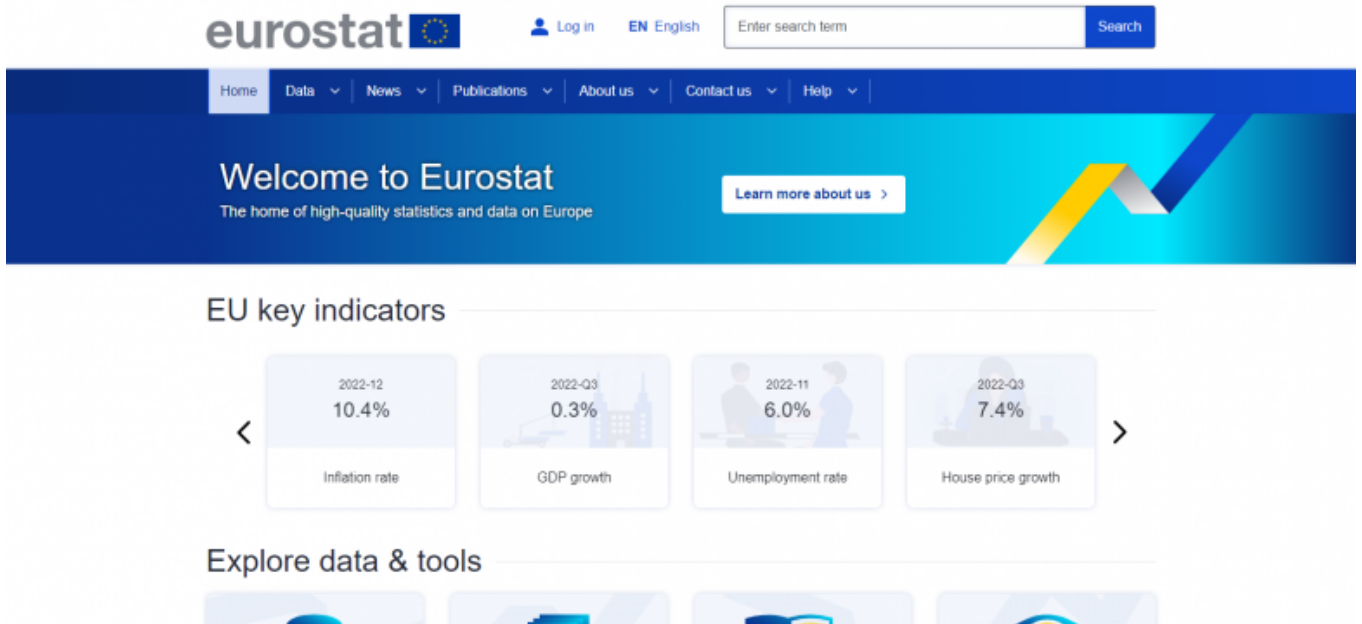 eurostat
Log in EN English Enter search term Search
Home Data News Publications About us Contact us Help
Welcome to Eurostat
Learn more about us
The home of high-quality statistics and data on Europe
EU key indicators
2022-12 2022-Q3 2022-11 2022-Q3
10.4% 0.3% 6.0% 7.4%
Inflation rate GDP growth Unemployment rate House price growth
Explore data & tools